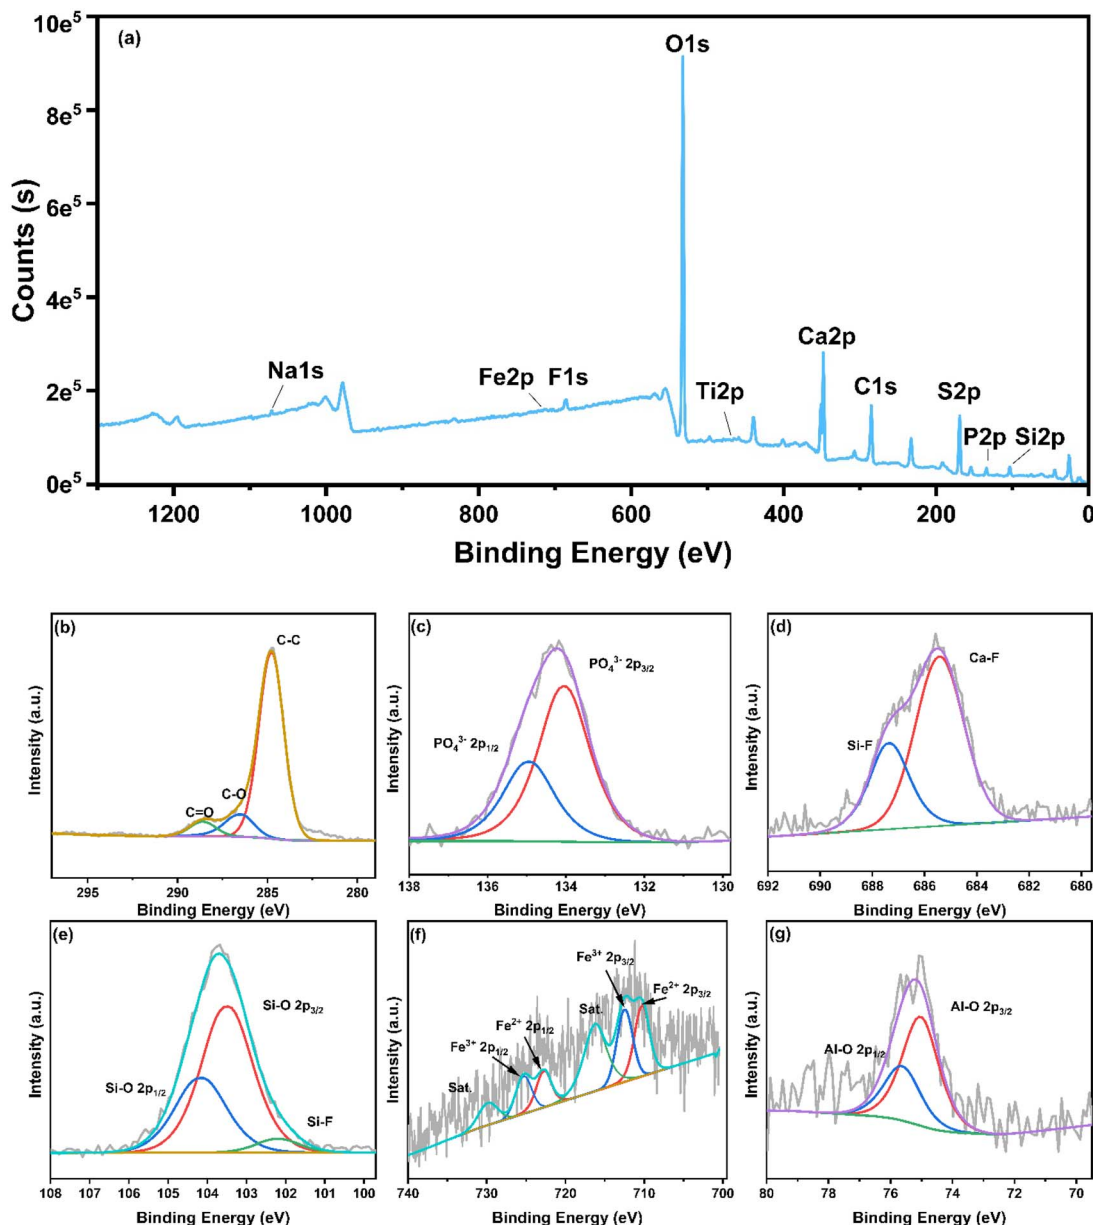 (a)
10e⁵
8e⁵
6e⁵
4e⁵
2e⁵
0e⁵
Counts (s)
O1s
Na1s
Fe2p F1s
Ti2p
Ca2p
C1s
S2p
P2p Si2p
1200 1000 800 600 400 200 0
Binding Energy (eV)
(b)
C-C
C-O
C=O
Intensity (a.u.)
295 290 285 280
Binding Energy (eV)
(c)
PO₄³⁻ 2p₃/₂
PO₄³⁻ 2p₁/₂
Intensity (a.u.)
138 136 134 132 130
Binding Energy (eV)
(d)
Ca-F
Si-F
Intensity (a.u.)
692 690 688 686 684 682 680
Binding Energy (eV)
(e)
Si-O 2p₃/₂
Si-O 2p₁/₂
Si-F
Intensity (a.u.)
108 107 106 105 104 103 102 101 100
Binding Energy (eV)
(f)
Fe³⁺ 2p₃/₂
Fe²⁺ 2p₃/₂
Sat.
Fe²⁺ 2p₁/₂
Fe³⁺ 2p₁/₂
Sat.
Intensity (a.u.)
740 730 720 710 700
Binding Energy (eV)
(g)
Al-O 2p₃/₂
Al-O 2p₁/₂
Intensity (a.u.)
80 78 76 74 72 70
Binding Energy (eV)